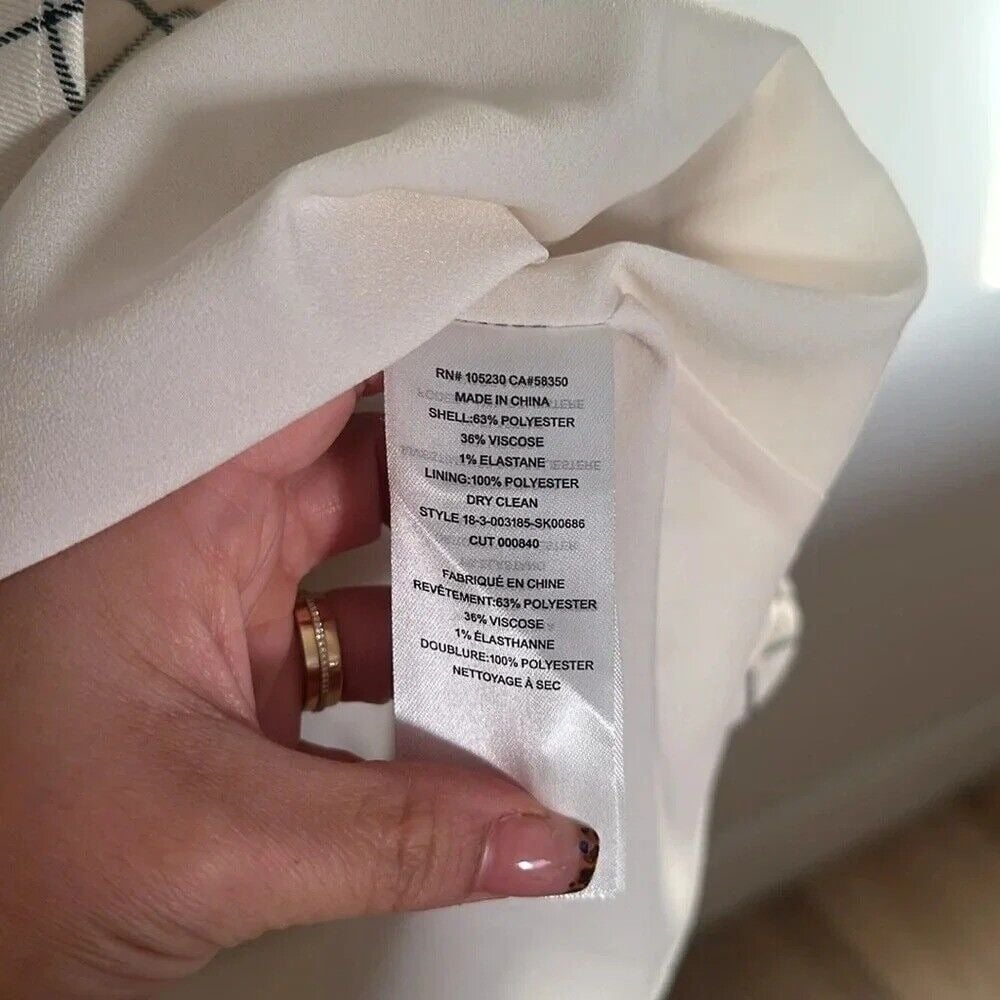 RN# 105230 CA#58350
MADE IN CHINA
SHELL:63% POLYESTER
36% VISCOSE
1% ELASTANE
LINING:100% POLYESTER
DRY CLEAN
STYLE 18-3-003185-SK00686
CUT 000840
FABRIQUÉ EN CHINE
REVÊTEMENT:63% POLYESTER
36% VISCOSE
1% ÉLASTHANNE
DOUBLURE:100% POLYESTER
NETTOYAGE À SEC